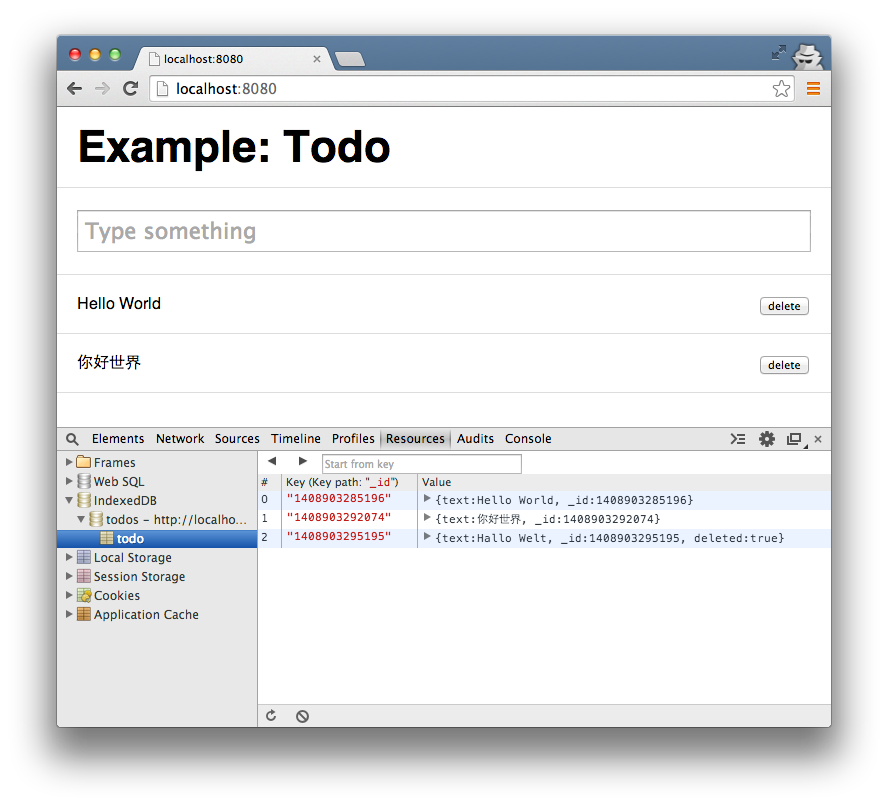 localhost:8080
localhost:8080
Example: Todo
Type something
Hello World
delete
你好世界
delete
Elements Network Sources Timeline Profiles Resources Audits Console
Frames
Web SQL
IndexedDB
todos – http://localho...
todo
Local Storage
Session Storage
Cookies
Application Cache
Start from key
# Key (Key path: "_id") Value
0 "1408903285196" {text:Hello World, _id:1408903285196}
1 "1408903292074" {text:你好世界, _id:1408903292074}
2 "1408903295195" {text:Hallo Welt, _id:1408903295195, deleted:true}